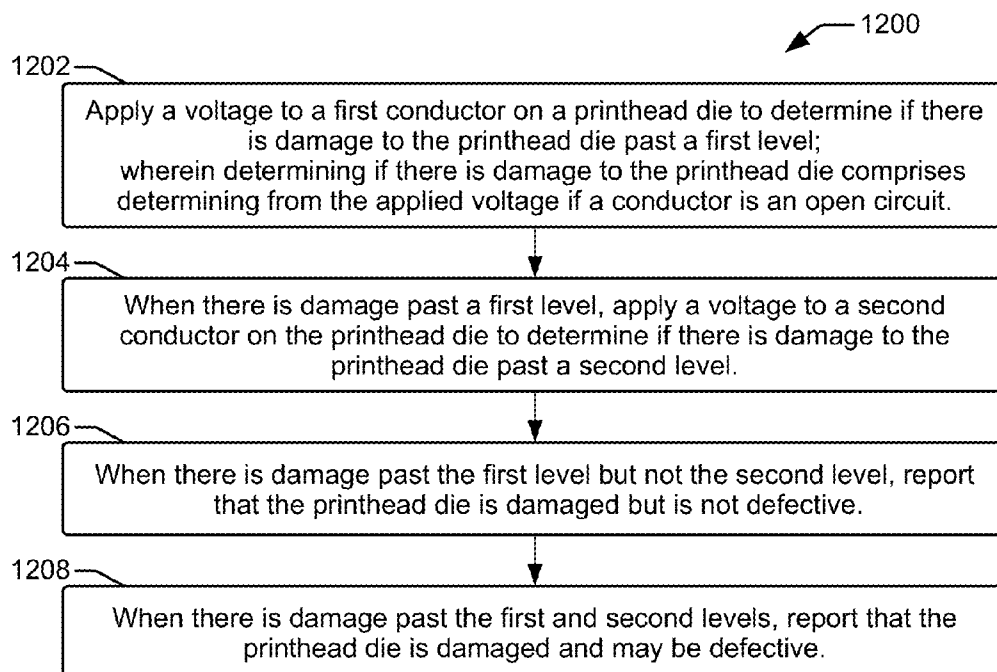 1200
1202
Apply a voltage to a first conductor on a printhead die to determine if there
is damage to the printhead die past a first level;
wherein determining if there is damage to the printhead die comprises
determining from the applied voltage if a conductor is an open circuit.
1204
When there is damage past a first level, apply a voltage to a second
conductor on the printhead die to determine if there is damage to the
printhead die past a second level.
1206
When there is damage past the first level but not the second level, report
that the printhead die is damaged but is not defective.
1208
When there is damage past the first and second levels, report that the
printhead die is damaged and may be defective.